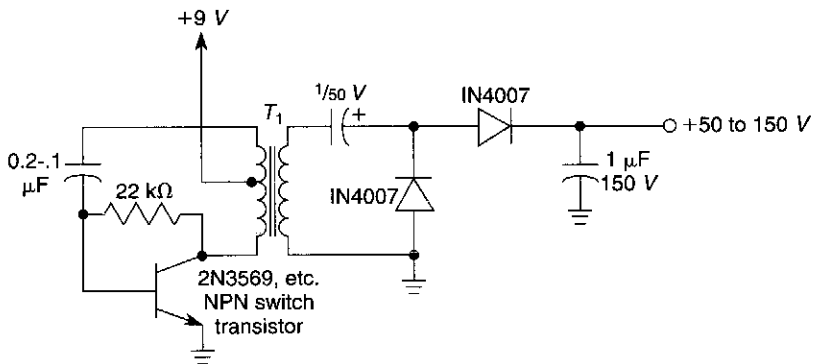 +9 V
T1
1/50 V
+
IN4007
+50 to 150 V
0.2-.1
µF
22 kΩ
IN4007
1 µF
150 V
2N3569, etc.
NPN switch
transistor